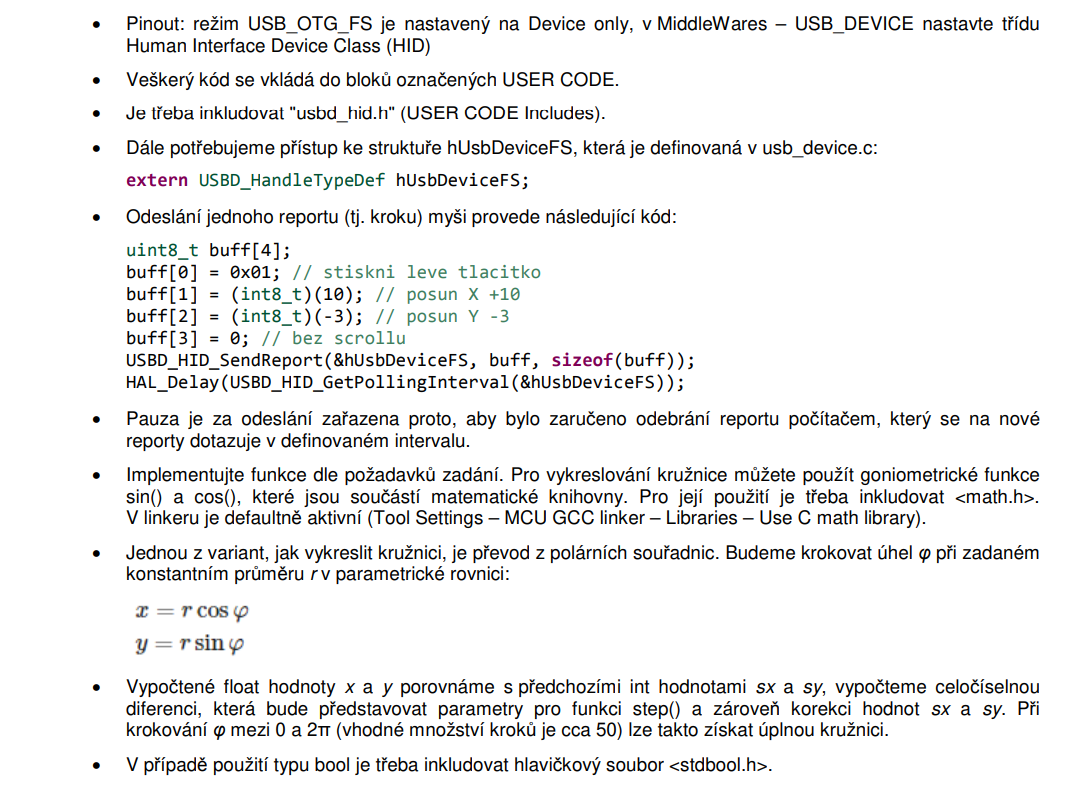 • Pinout: režim USB_OTG_FS je nastavený na Device only, v MiddleWares – USB_DEVICE nastavte třídu
Human Interface Device Class (HID)
• Veškerý kód se vkládá do bloků označených USER CODE.
• Je třeba inkludovat "usbd_hid.h" (USER CODE Includes).
• Dále potřebujeme přístup ke struktuře hUsbDeviceFS, která je definovaná v usb_device.c:
extern USBD_HandleTypeDef hUsbDeviceFS;
• Odeslání jednoho reportu (tj. kroku) myši provede následující kód:
uint8_t buff[4];
buff[0] = 0x01; // stiskni leve tlacitko
buff[1] = (int8_t)(10); // posun X +10
buff[2] = (int8_t)(-3); // posun Y -3
buff[3] = 0; // bez scrollu
USBD_HID_SendReport(&hUsbDeviceFS, buff, sizeof(buff));
HAL_Delay(USBD_HID_GetPollingInterval(&hUsbDeviceFS));
• Pauza je za odeslání zařazena proto, aby bylo zaručeno odebrání reportu počítačem, který se na nové
reporty dotazuje v definovaném intervalu.
• Implementujte funkce dle požadavků zadání. Pro vykreslování kružnice můžete použít goniometrické funkce
sin() a cos(), které jsou součástí matematické knihovny. Pro její použití je třeba inkludovat <math.h>.
V linkeru je defaultně aktivní (Tool Settings – MCU GCC linker – Libraries – Use C math library).
• Jednou z variant, jak vykreslit kružnici, je převod z polárních souřadnic. Budeme krokovat úhel φ při zadaném
konstantním průměru r v parametrické rovnici:
x = r cos φ
y = r sin φ
• Vypočtené float hodnoty x a y porovnáme s předchozími int hodnotami sx a sy, vypočteme celočíselnou
diferenci, která bude představovat parametry pro funkci step() a zároveň korekci hodnot sx a sy. Při
krokování φ mezi 0 a 2π (vhodné množství kroků je cca 50) lze takto získat úplnou kružnici.
• V případě použití typu bool je třeba inkludovat hlavičkový soubor <stdbool.h>.